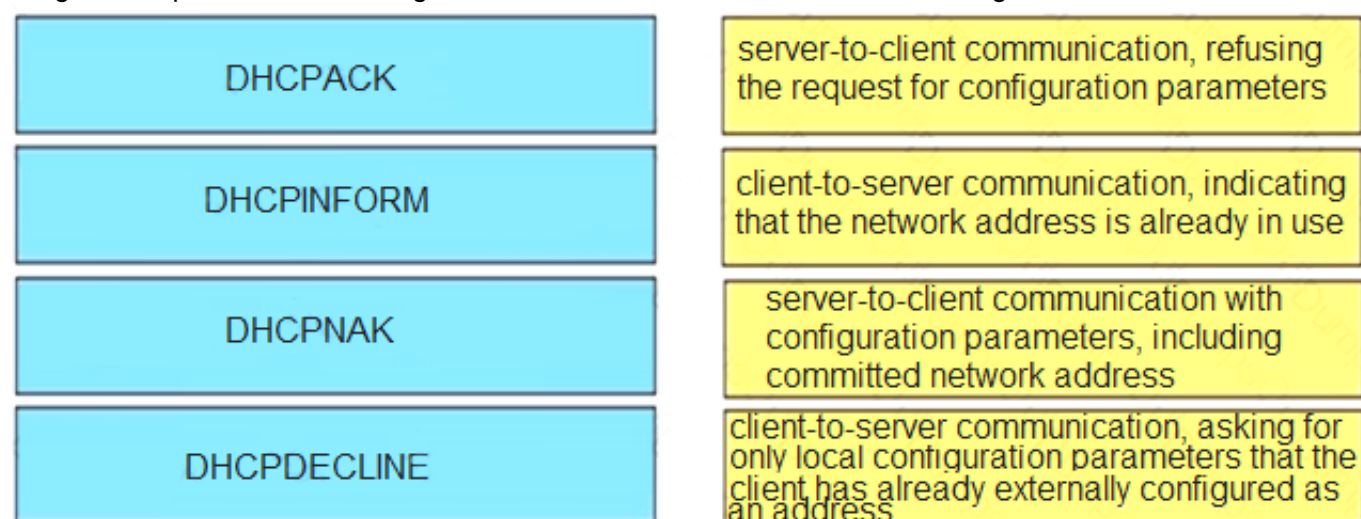 DHCPACK
server-to-client communication, refusing
the request for configuration parameters
DHCPINFORM
client-to-server communication, indicating
that the network address is already in use
DHCPNAK
server-to-client communication with
configuration parameters, including
committed network address
DHCPDECLINE
client-to-server communication, asking for
only local configuration parameters that the
client has already externally configured as
an address